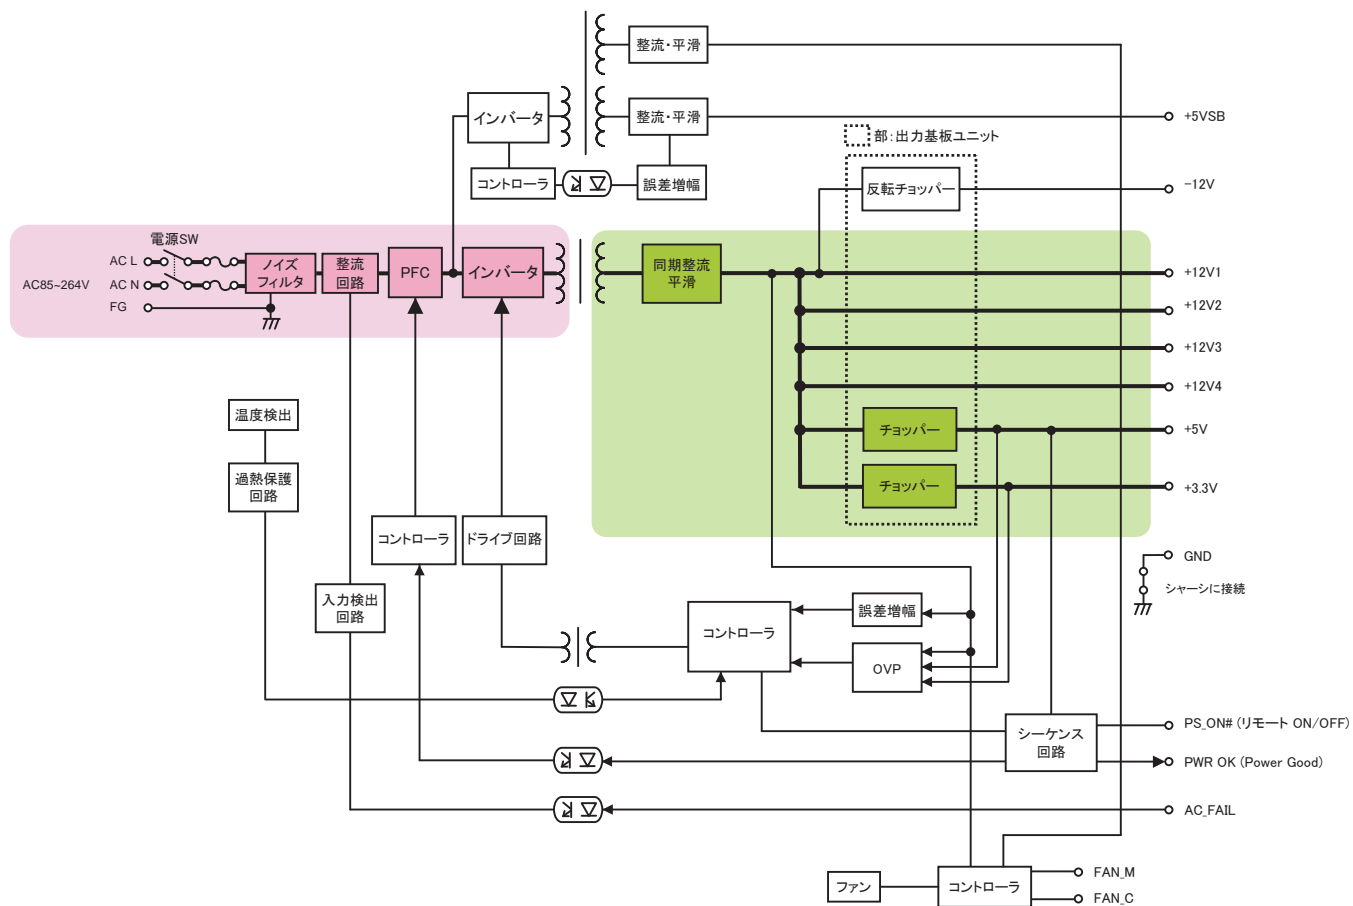 整流・平滑
インバータ
整流・平滑
+5VSB
部:出力基板ユニット
コントローラ
誤差増幅
反転チョッパー
-12V
電源SW
AC L
AC85~264V
AC N
FG
ノイズ
フィルタ
整流
回路
PFC
インバータ
同期整流
平滑
+12V1
+12V2
+12V3
+12V4
温度検出
チョッパー
+5V
過熱保護
回路
チョッパー
+3.3V
コントローラ
ドライブ回路
GND
シャーシに接続
入力検出
回路
コントローラ
誤差増幅
OVP
シーケンス
回路
PS_ON# (リモート ON/OFF)
PWR OK (Power Good)
AC_FAIL
ファン
コントローラ
FAN_M
FAN_C